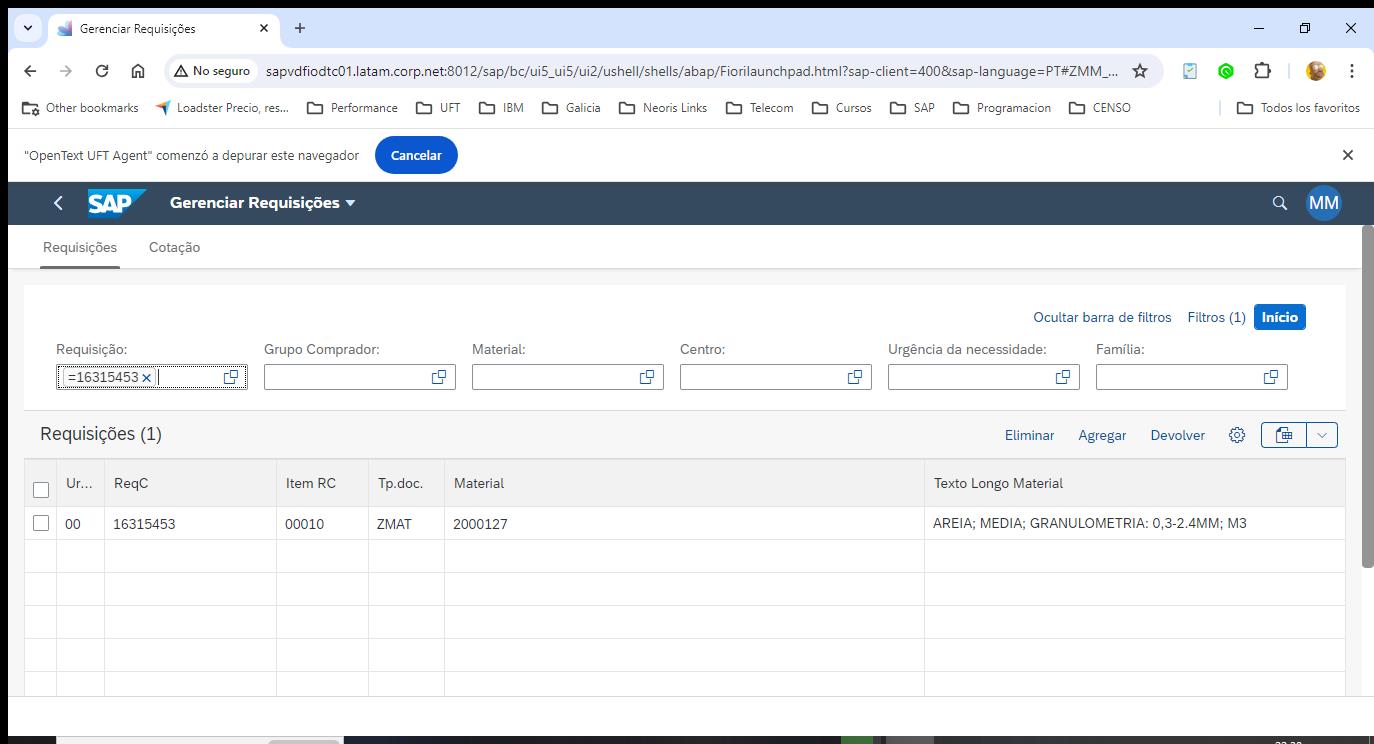 Gerenciar Requisições
No seguro
sapvdfiodtc01.latam.corp.net:8012/sap/bc/ui5_ui5/ui2/ushell/shells/abap/Fiorilaunchpad.html?sap-client=400&sap-language=PT#ZMM_...
Other bookmarks Loadster Precio, res... Performance UFT IBM Galicia Neoris Links Telecom Cursos SAP Programacion CENSO Todos los favoritos
"OpenText UFT Agent" comenzó a depurar este navegador Cancelar
SAP Gerenciar Requisições MM
Requisições Cotação
Ocultar barra de filtros Filtros (1) Início
Requisição: Grupo Comprador: Material: Centro: Urgência da necessidade: Família:
=16315453
Requisições (1) Eliminar Agregar Devolver
Ur... ReqC Item RC Tp.doc. Material Texto Longo Material
00 16315453 00010 ZMAT 2000127 AREIA; MEDIA; GRANULOMETRIA: 0,3-2.4MM; M3